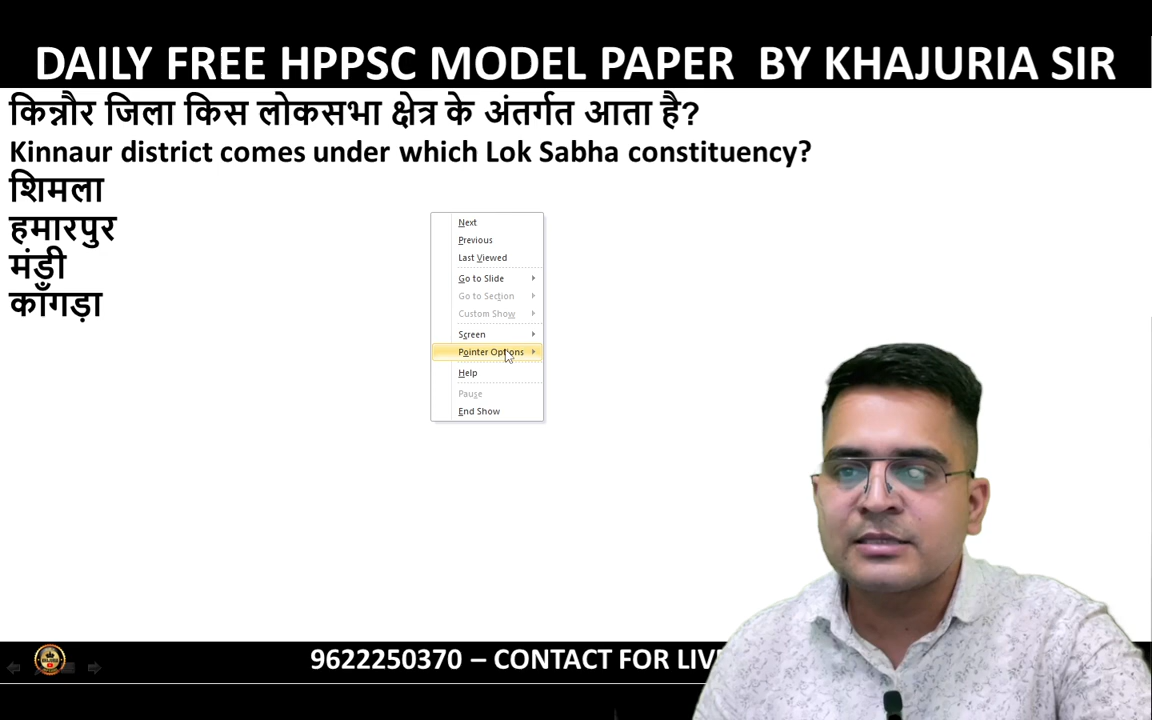 DAILY FREE HPPSC MODEL PAPER BY KHAJURIA SIR
किन्नौर जिला किस लोकसभा क्षेत्र के अंतर्गत आता है?
Kinnaur district comes under which Lok Sabha constituency?
शिमला
हमीरपुर
मंडी
काँगड़ा
Next
Previous
Last Viewed
Go to Slide
Go to Section
Custom Show
Screen
Pointer Options
Help
Pause
End Show
9622250370 – CONTACT FOR